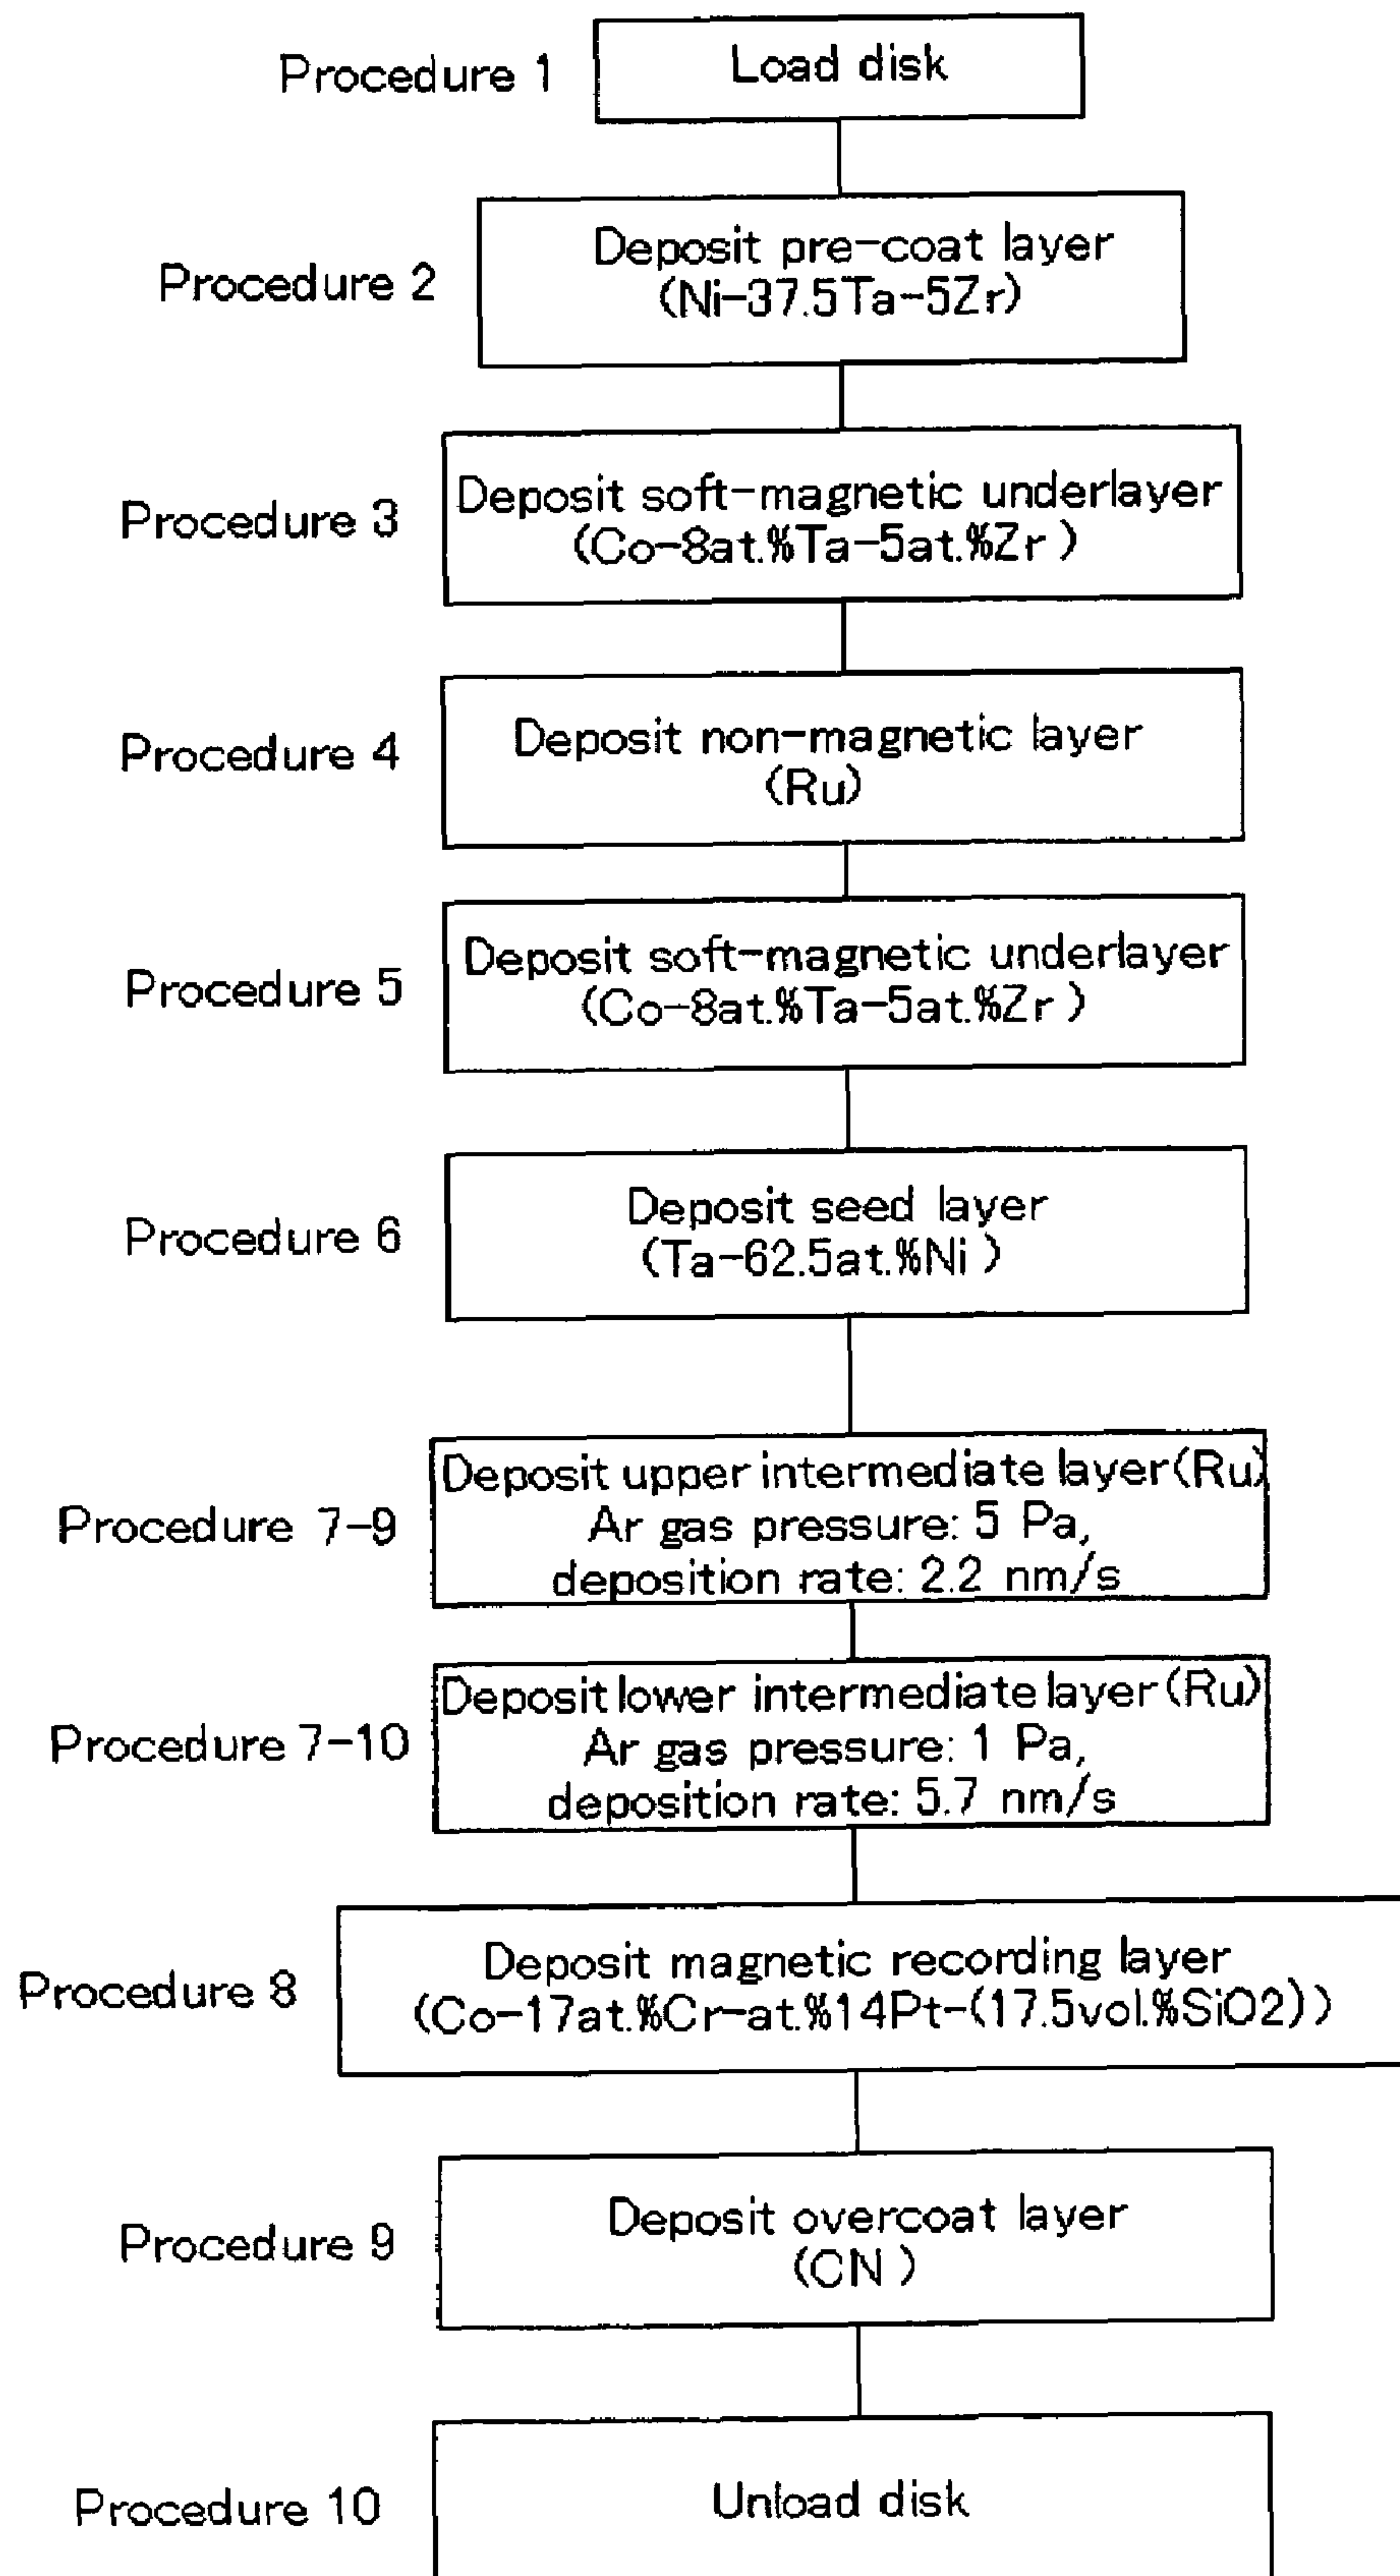 Procedure 1
Load disk
Procedure 2
Deposit pre-coat layer
(Ni-37.5Ta-5Zr)
Procedure 3
Deposit soft-magnetic underlayer
(Co-8at.%Ta-5at.%Zr )
Procedure 4
Deposit non-magnetic layer
(Ru)
Procedure 5
Deposit soft-magnetic underlayer
(Co-8at.%Ta-5at.%Zr )
Procedure 6
Deposit seed layer
(Ta-62.5at.%Ni )
Procedure 7-9
Deposit upper intermediate layer(Ru)
Ar gas pressure: 5 Pa,
deposition rate: 2.2 nm/s
Procedure 7-10
Deposit lower intermediate layer(Ru)
Ar gas pressure: 1 Pa,
deposition rate: 5.7 nm/s
Procedure 8
Deposit magnetic recording layer
(Co-17at.%Cr-at.%14Pt-(17.5vol.%SiO2))
Procedure 9
Deposit overcoat layer
(CN )
Procedure 10
Unload disk